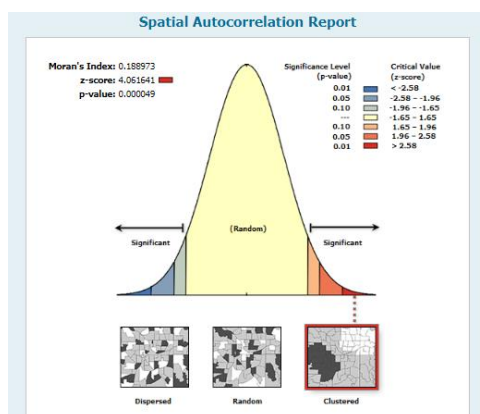 Spatial Autocorrelation Report
Moran's Index: 0.188973
z-score: 4.061641
p-value: 0.000049
Significance Level
(p-value)
Critical Value
(z-score)
0.01 < -2.58
0.05 -2.58 – -1.96
0.10 -1.96 – -1.65
--- -1.65 – 1.65
0.10 1.65 – 1.96
0.05 1.96 – 2.58
0.01 > 2.58
(Random)
Significant
Significant
Dispersed
Random
Clustered